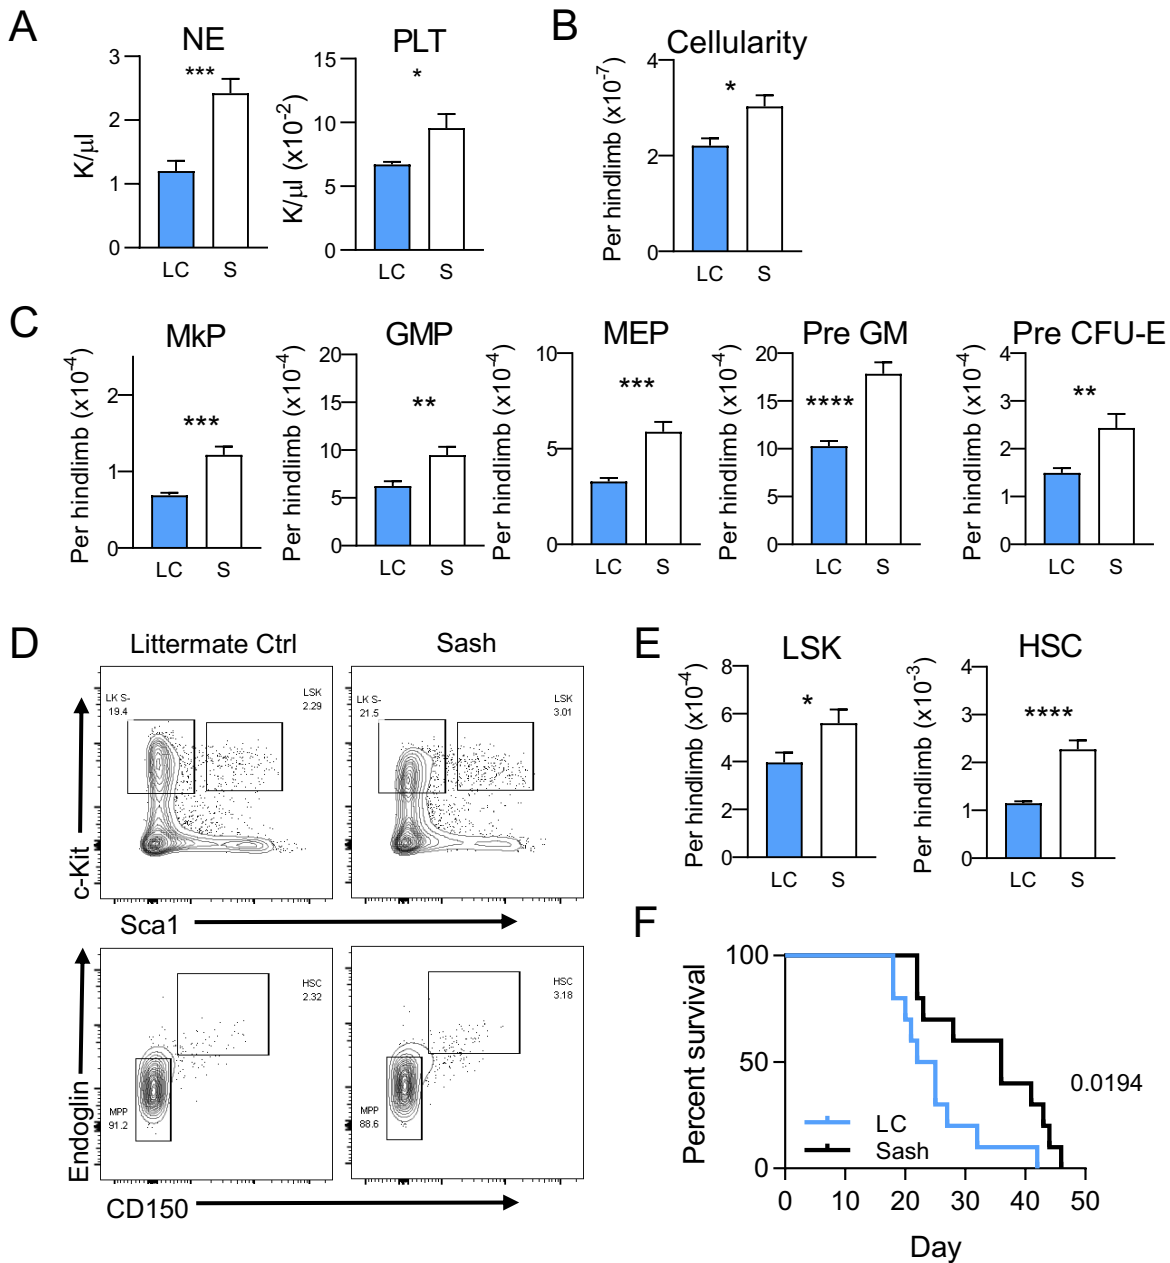 A
NE
***
K/µl
3
2
1
0
LC
S
PLT
*
K/µl (x10-2)
15
10
5
0
LC
S
B
Cellularity
*
Per hindlimb (x10-7)
4
2
0
LC
S
C
MkP
***
Per hindlimb (x10-4)
2
1
0
LC
S
GMP
**
Per hindlimb (x10-4)
20
15
10
5
0
LC
S
MEP
***
Per hindlimb (x10-4)
10
5
0
LC
S
Pre GM
****
Per hindlimb (x10-4)
20
15
10
5
0
LC
S
Pre CFU-E
**
Per hindlimb (x10-4)
4
3
2
1
0
LC
S
D
Littermate Ctrl
Sash
LK S-
19.4
LSK
2.29
LK S-
21.5
LSK
3.01
c-Kit
Sca1
HSC
2.32
MPP
91.2
HSC
3.18
MPP
88.6
Endoglin
CD150
E
LSK
*
Per hindlimb (x10-4)
8
6
4
2
0
LC
S
HSC
****
Per hindlimb (x10-3)
4
3
2
1
0
LC
S
F
Percent survival
100
50
0
0.0194
LC
Sash
0
10
20
30
40
50
Day